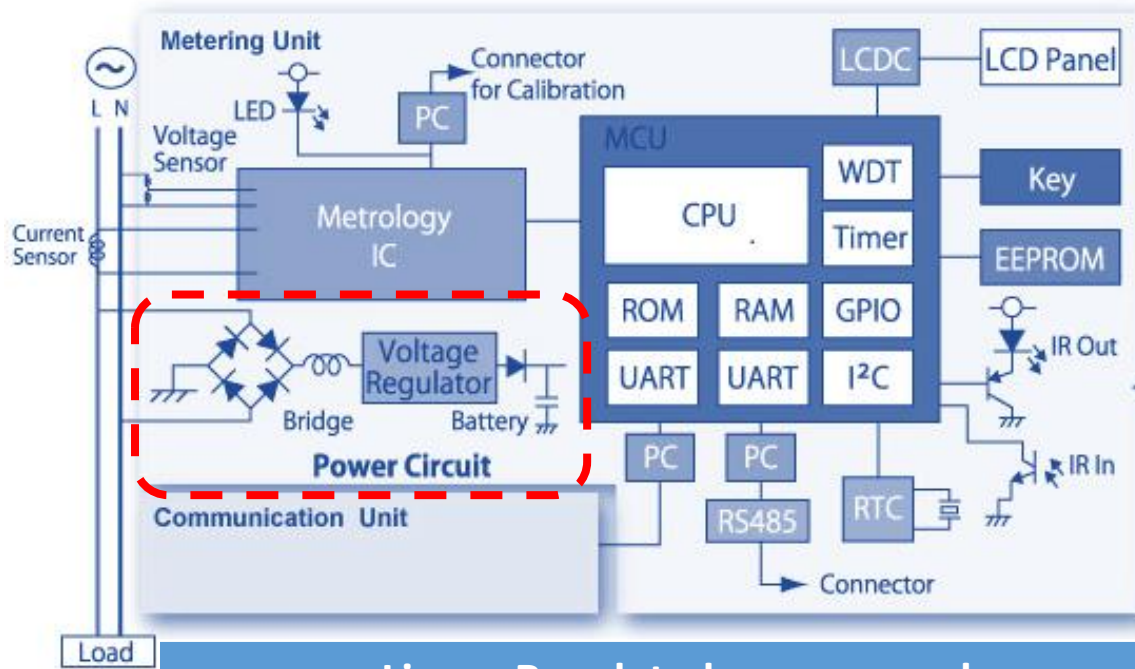 Metering Unit
L N
LED
Connector
for Calibration
PC
LCDC
LCD Panel
Voltage
Sensor
Metrology
IC
MCU
CPU
WDT
Timer
Key
EEPROM
Current
Sensor
ROM
RAM
GPIO
UART
UART
I²C
IR Out
Voltage
Regulator
Bridge
Battery
Power Circuit
PC
PC
IR In
Communication Unit
RS485
RTC
Connector
Load